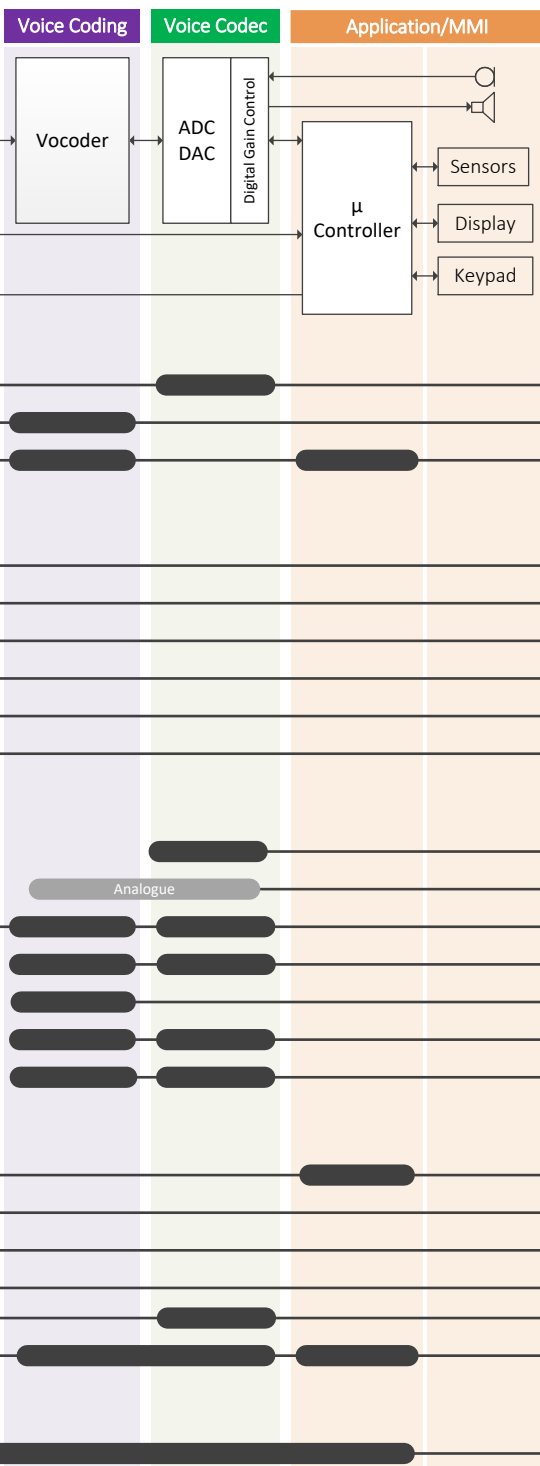 Voice Coding
Voice Codec
Application/MMI
Vocoder
ADC
DAC
Digital Gain Control
μ
Controller
Sensors
Display
Keypad
Analogue